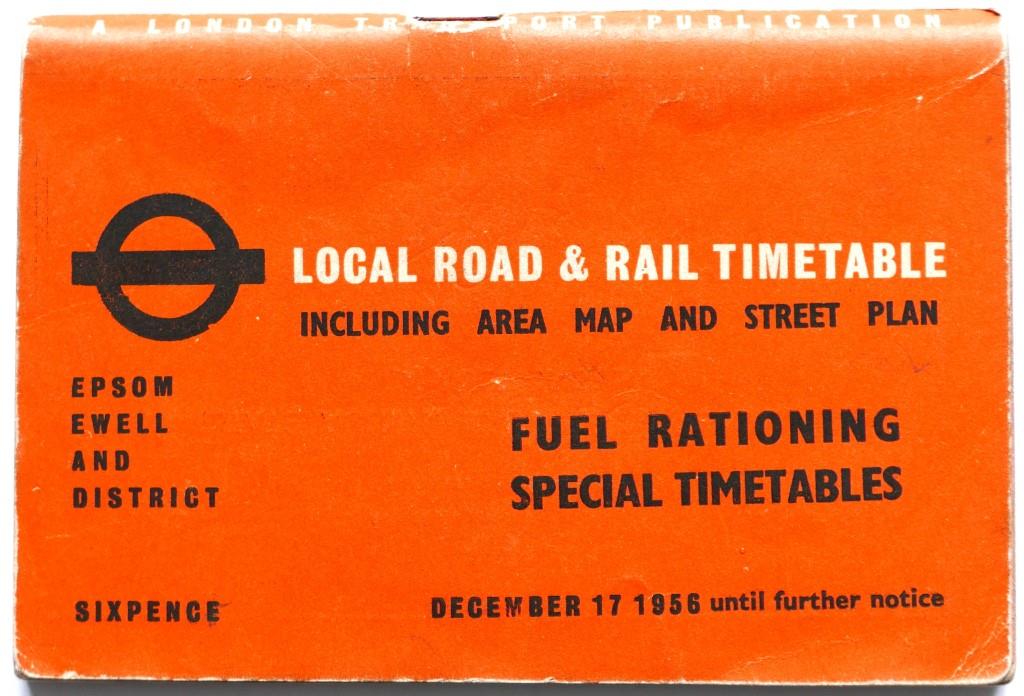 A LONDON TRANSPORT PUBLICATION
LOCAL ROAD & RAIL TIMETABLE
INCLUDING AREA MAP AND STREET PLAN
EPSOM
EWELL
AND
DISTRICT
FUEL RATIONING
SPECIAL TIMETABLES
SIXPENCE
DECEMBER 17 1956 until further notice